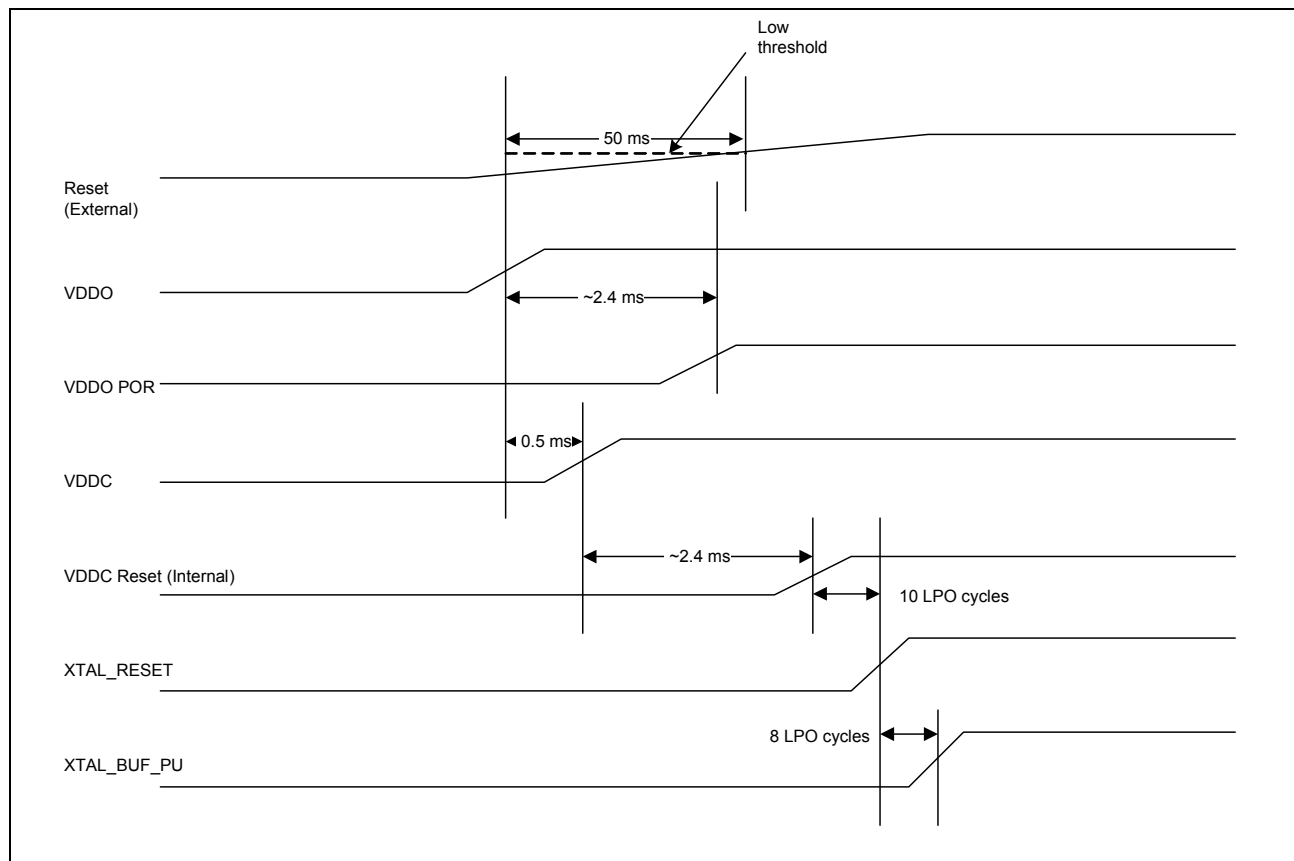 Low
threshold
50 ms
Reset
(External)
VDDO
~2.4 ms
VDDO POR
0.5 ms
VDDC
~2.4 ms
VDDC Reset (Internal)
10 LPO cycles
XTAL_RESET
8 LPO cycles
XTAL_BUF_PU